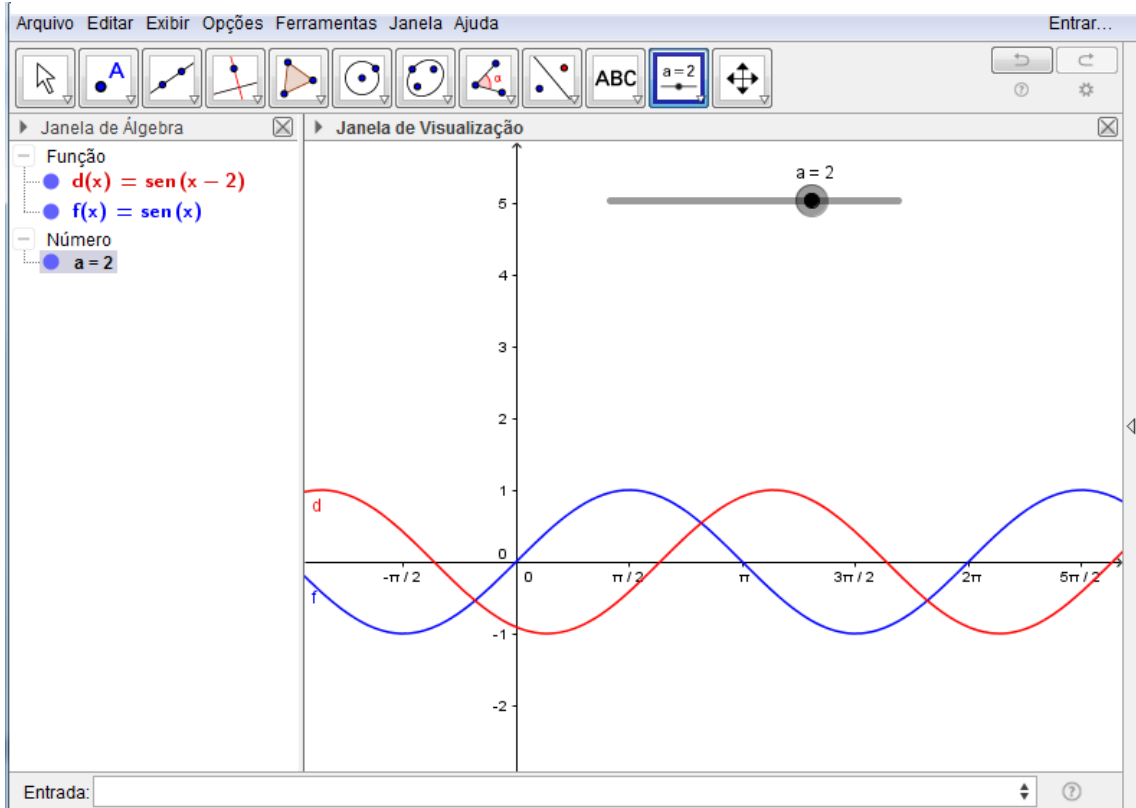 Arquivo Editar Exibir Opções Ferramentas Janela Ajuda Entrar...
A α ABC a = 2
Janela de Álgebra
Janela de Visualização
Função
d(x) = sen (x − 2)
f(x) = sen (x)
Número
a = 2
a = 2
5
4
3
2
1
0
-1
-2
-π / 2 0 π / 2 π 3π / 2 2π 5π / 2
d
f
Entrada: